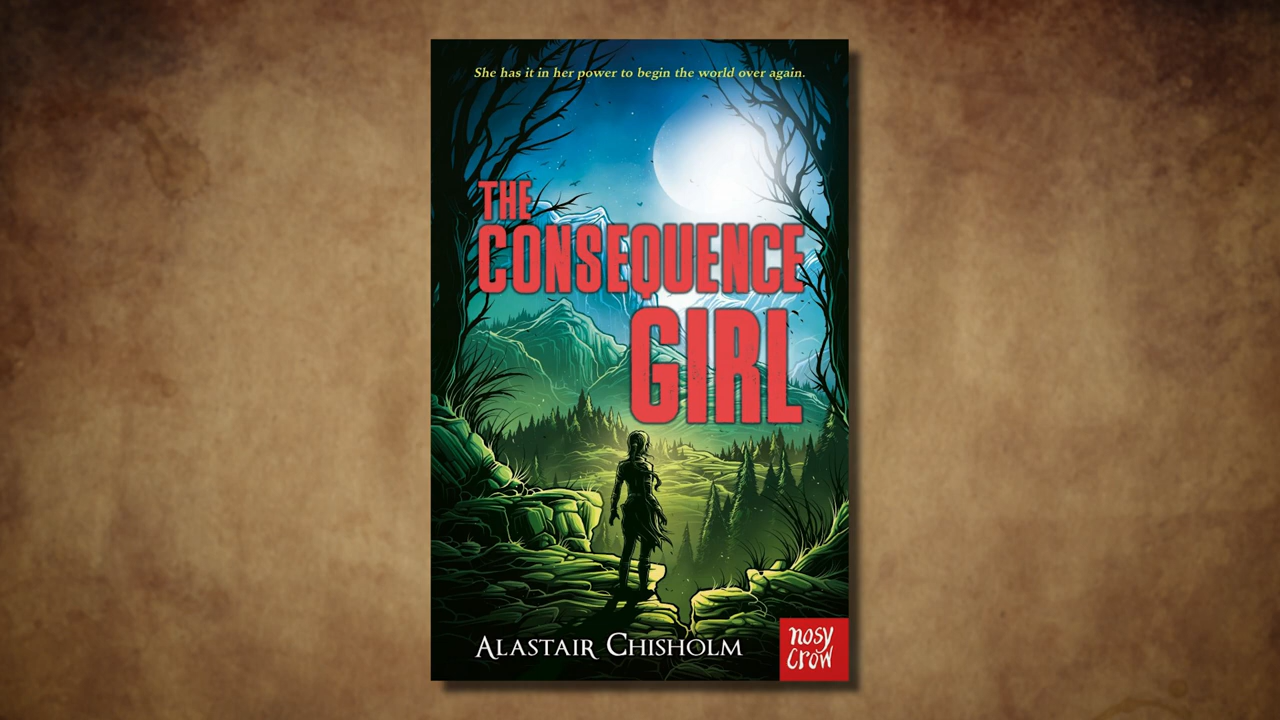 She has it in her power to begin the world over again.
THE
CONSEQUENCE
GIRL
ALASTAIR CHISHOLM
nosy
crow